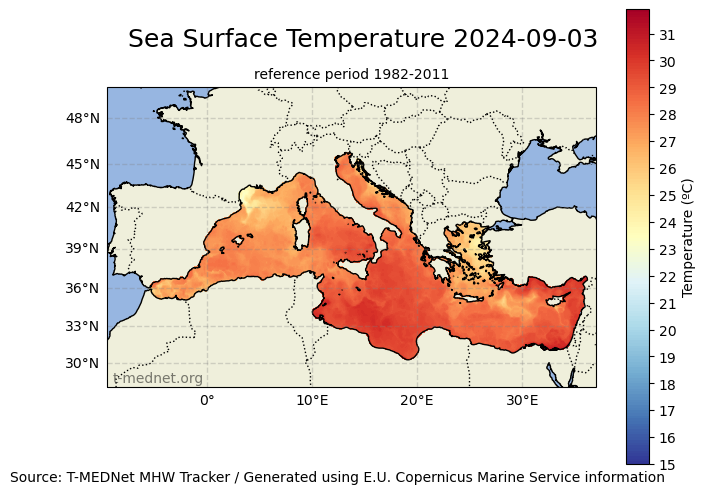 Sea Surface Temperature 2024-09-03
reference period 1982-2011
48°N
45°N
42°N
39°N
36°N
33°N
30°N
t-mednet.org
0°
10°E
20°E
30°E
31
30
29
28
27
26
25
24
23
22
21
20
19
18
17
16
15
Temperature (ºC)
Source: T-MEDNet MHW Tracker / Generated using E.U. Copernicus Marine Service information